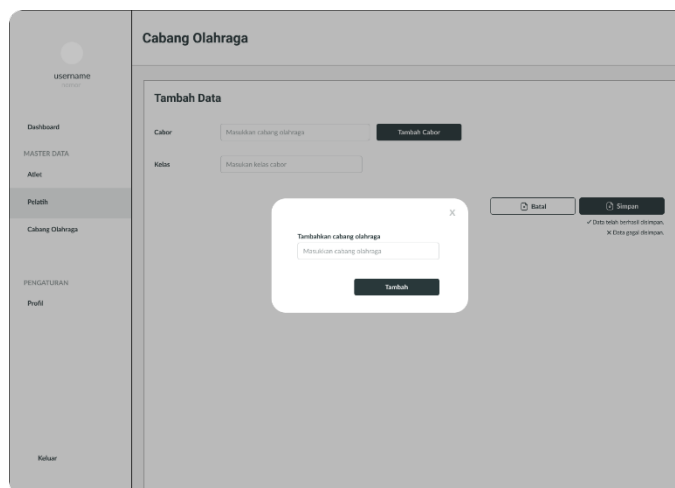 Cabang Olahraga
username
Tambah Data
Dashboard
Cabor
Masukkan cabang olahraga
Tambah Cabor
MASTER DATA
Kelas
Masukan kelas cabor
Atlet
Pelatih
Batal
Simpan
✓ Data telah berhasil disimpan.
X Data gagal disimpan.
Cabang Olahraga
X
Tambahkan cabang olahraga
Masukkan cabang olahraga
Tambah
PENGATURAN
Profil
Keluar